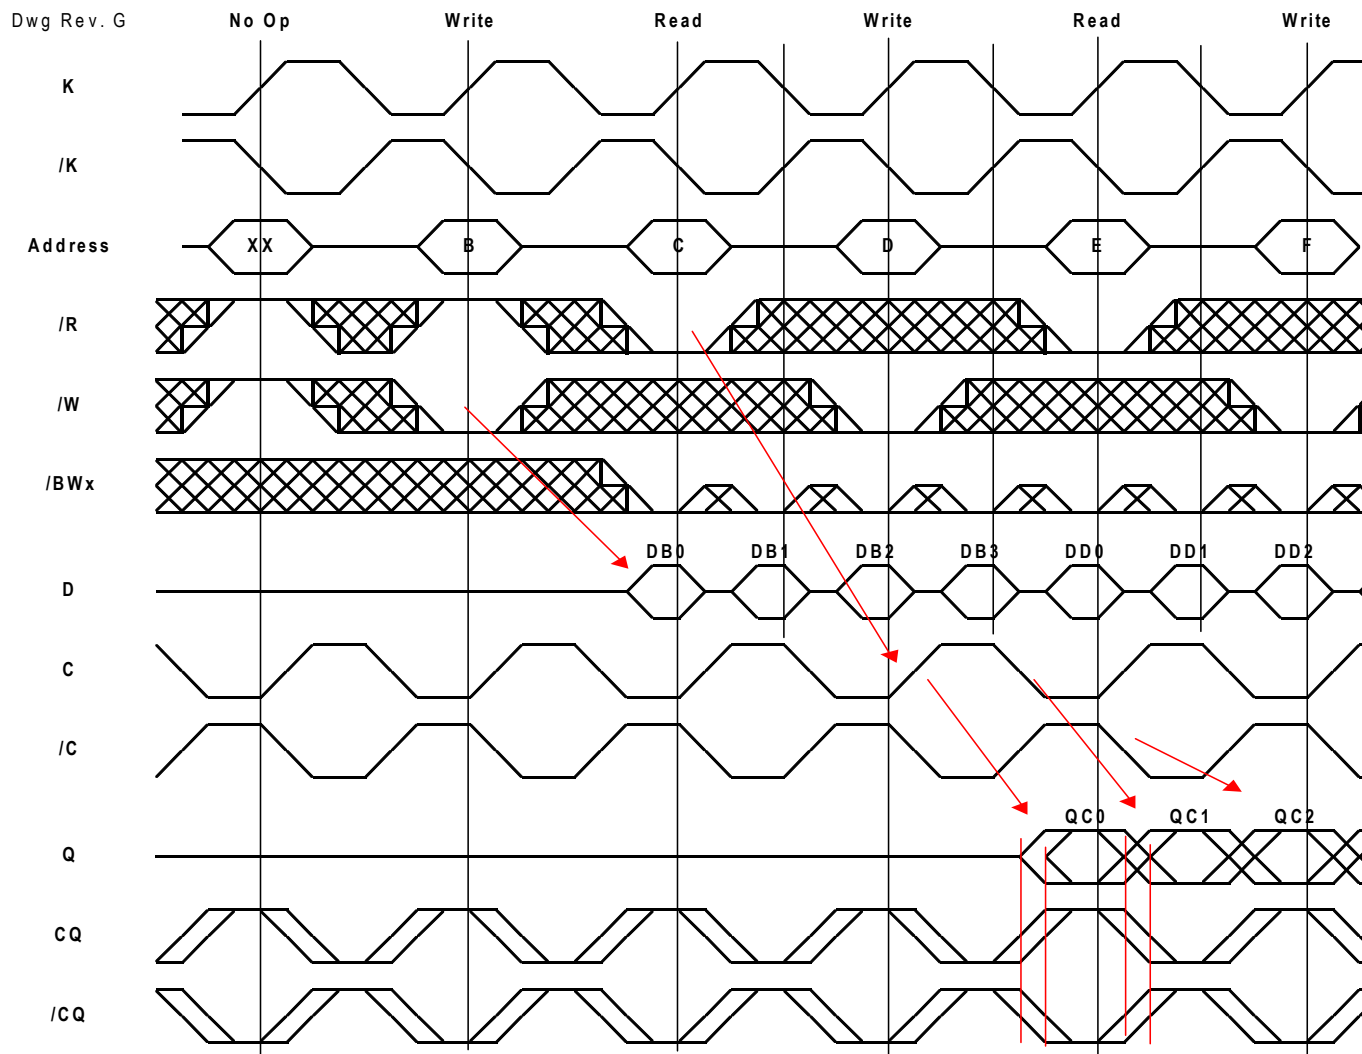 Dwg Rev. G No Op Write Read Write Read Write
K
/K
Address XX B C D E F
/R
/W
/BWx
DB0 DB1 DB2 DB3 DD0 DD1 DD2
D
C
/C
QC0 QC1 QC2
Q
CQ
/CQ